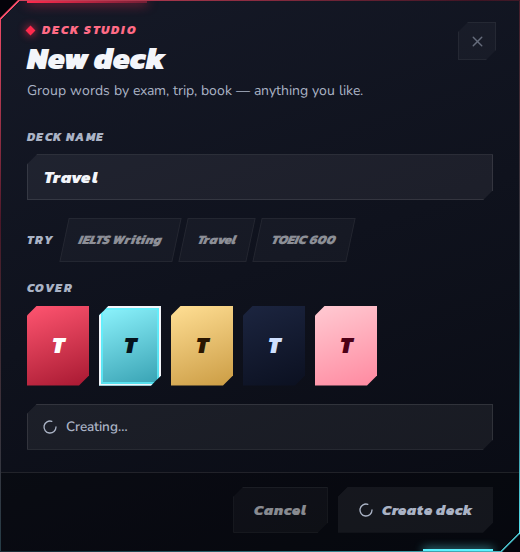 DECK STUDIO
New deck
Group words by exam, trip, book — anything you like.
DECK NAME
Travel
TRY IELTS Writing Travel TOEIC 600
COVER
T T T T T
Creating...
Cancel Create deck